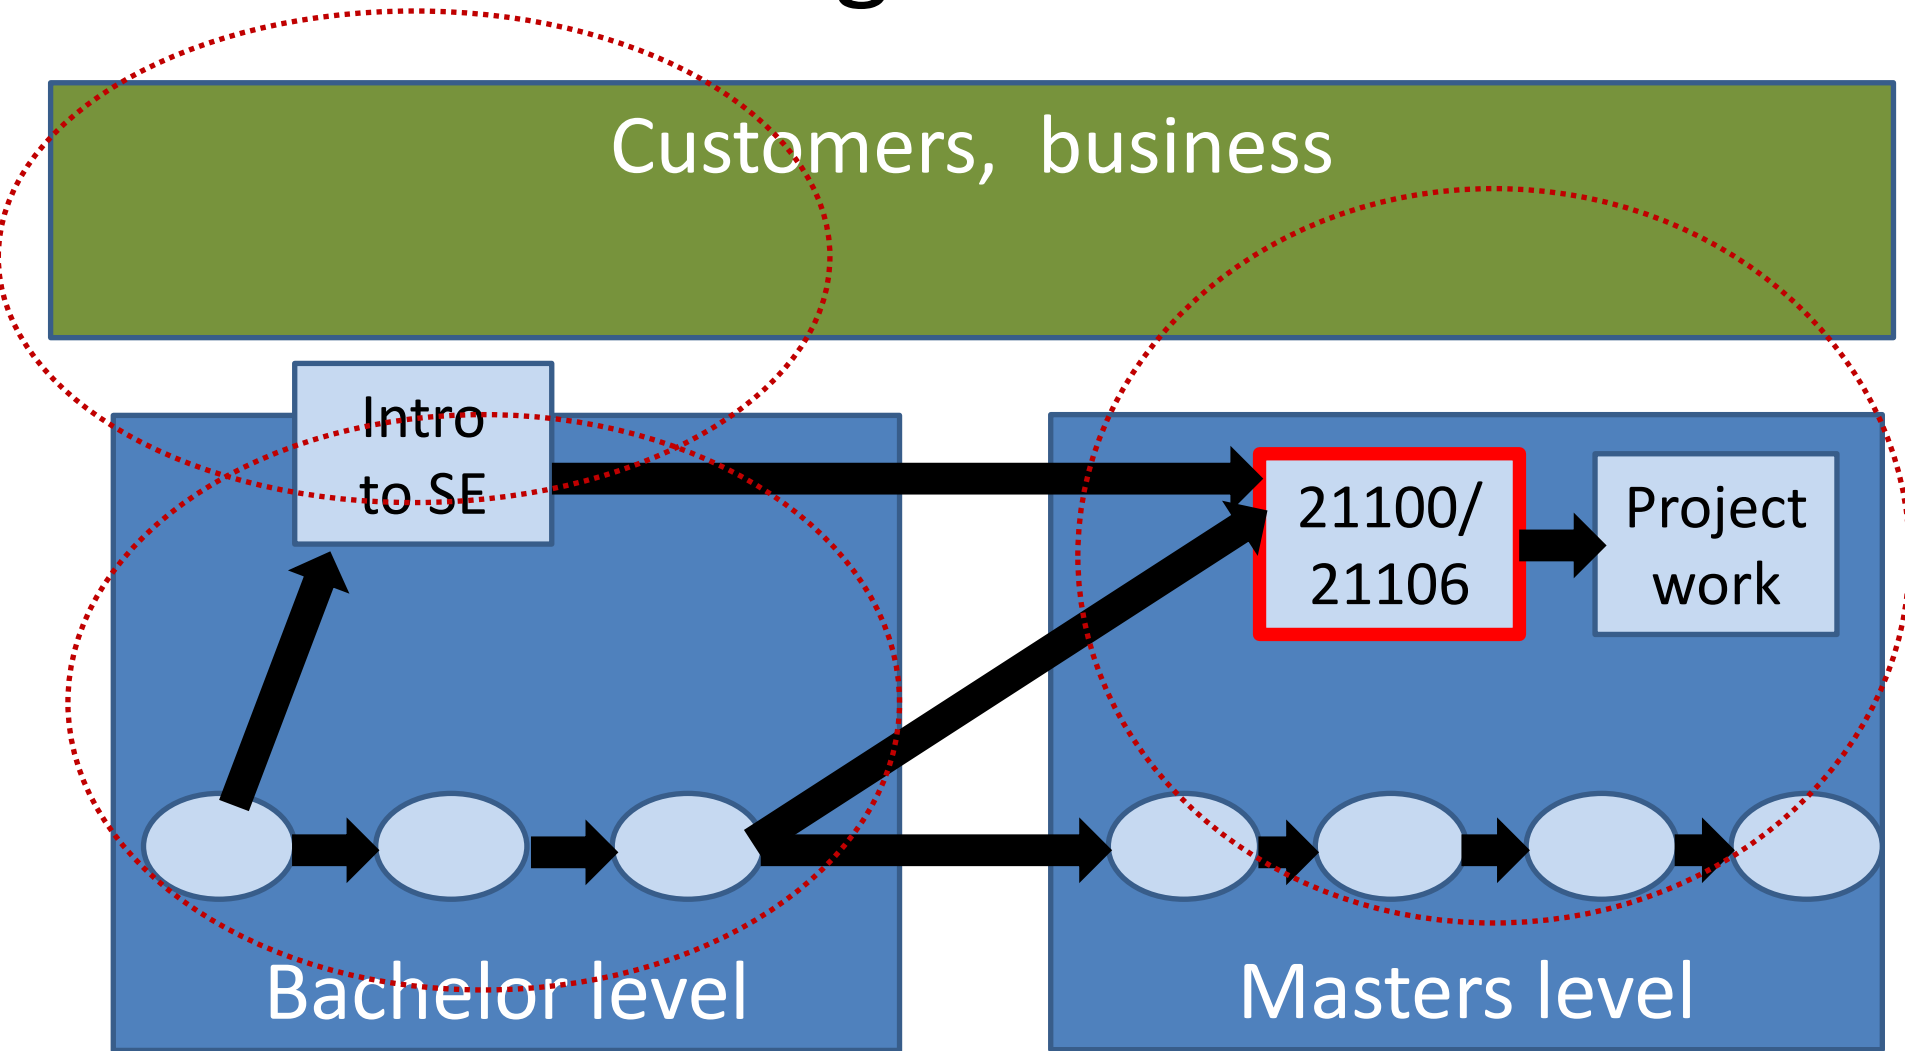 Customers, business
Intro
to SE
21100/
21106
Project
work
Bachelor level
Masters level